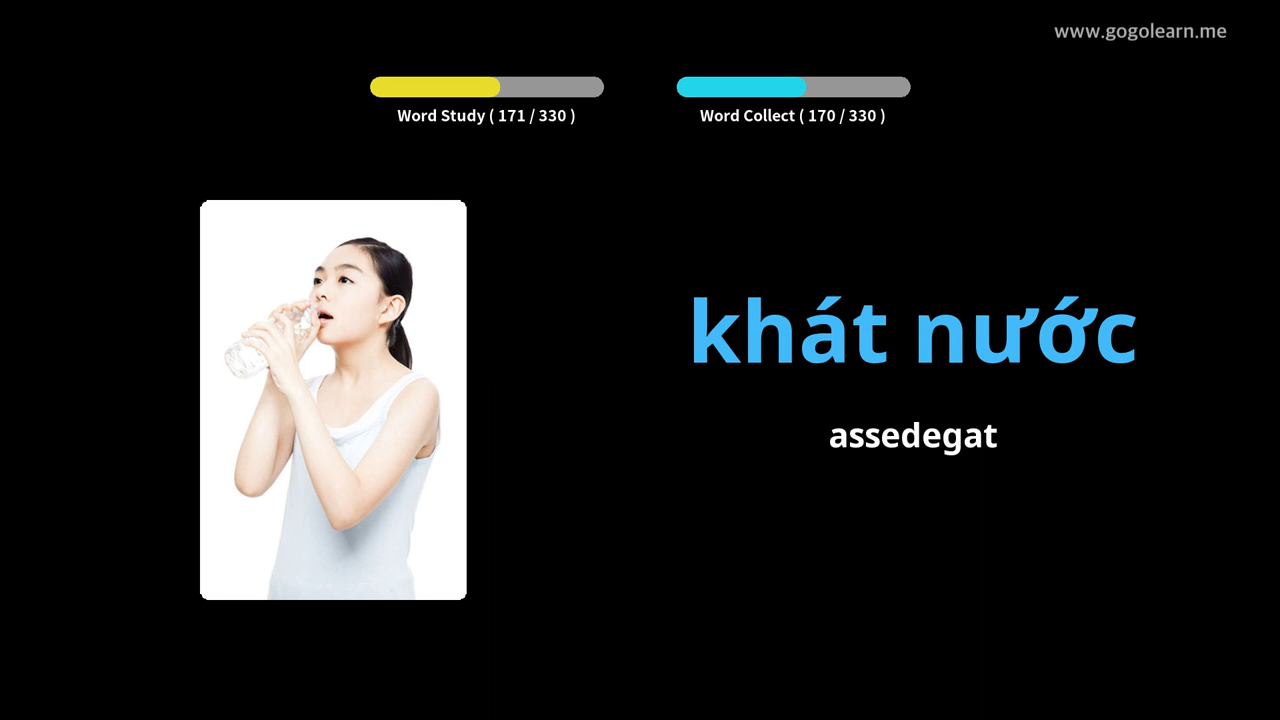 www.gogolearn.me
Word Study ( 171 / 330 )
Word Collect ( 170 / 330 )
khát nước
assedegat